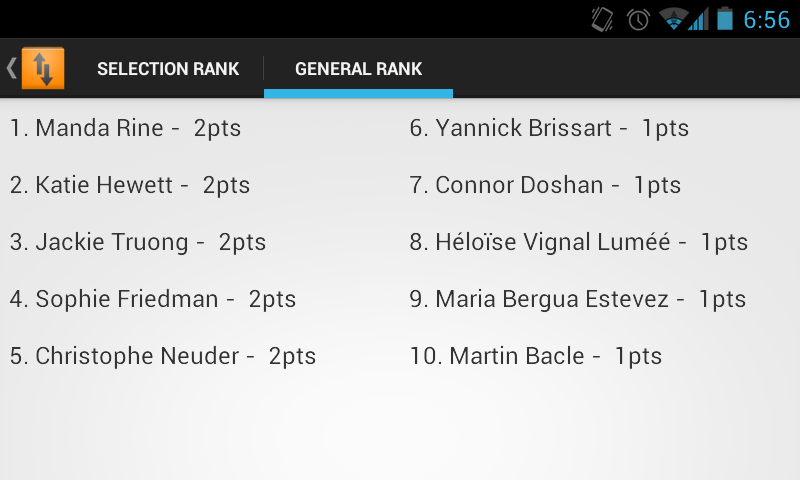 6:56
SELECTION RANK
GENERAL RANK
1. Manda Rine -  2pts
2. Katie Hewett -  2pts
3. Jackie Truong -  2pts
4. Sophie Friedman -  2pts
5. Christophe Neuder -  2pts
6. Yannick Brissart -  1pts
7. Connor Doshan -  1pts
8. Héloïse Vignal Luméé -  1pts
9. Maria Bergua Estevez -  1pts
10. Martin Bacle -  1pts